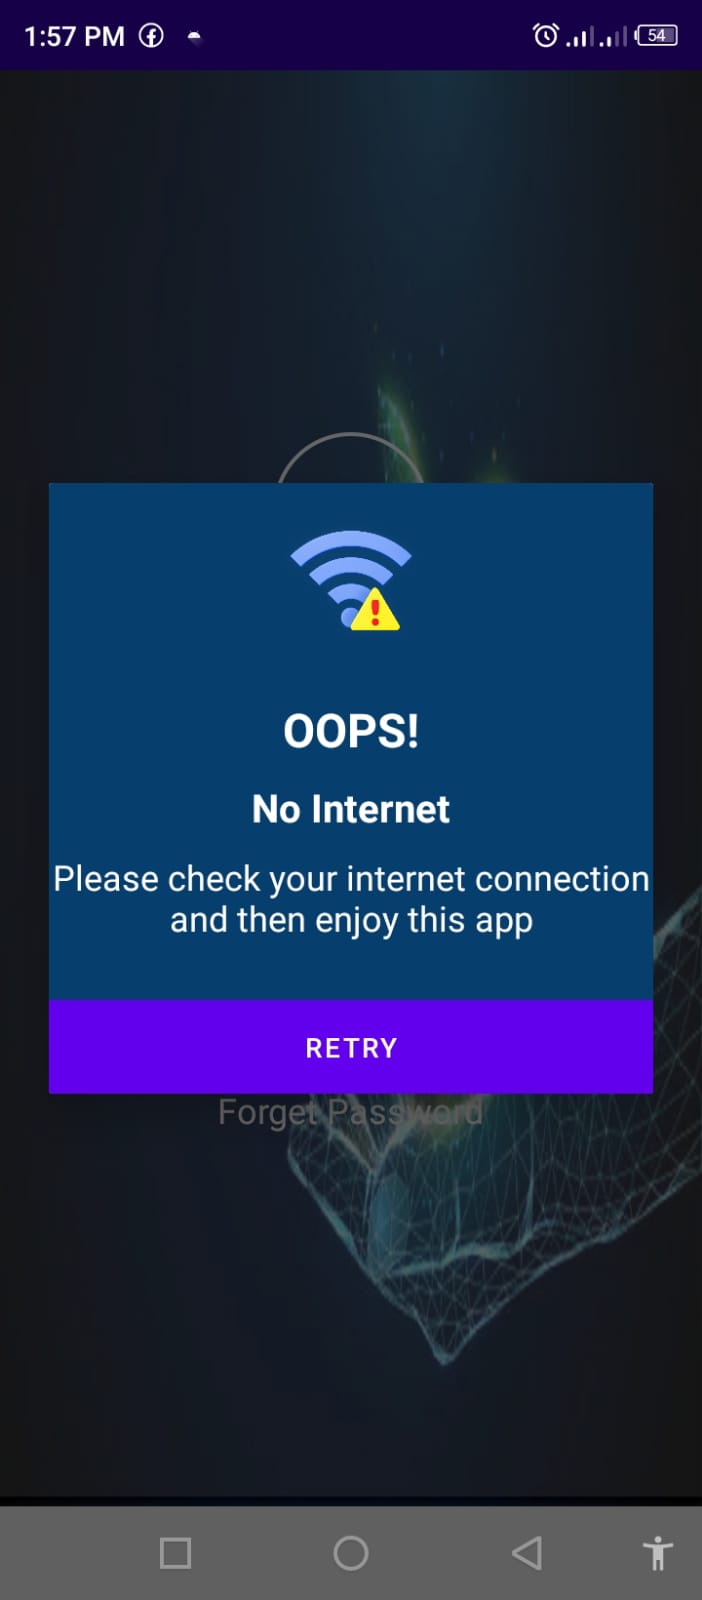 1:57 PM
54
OOPS!
No Internet
Please check your internet connection
and then enjoy this app
RETRY
Forget Password